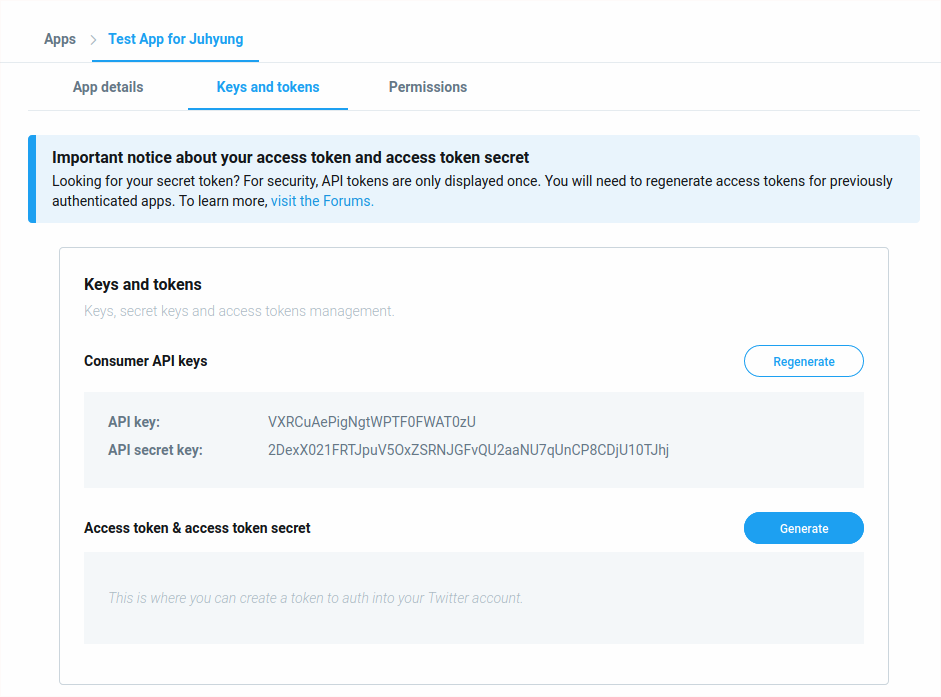 Apps > Test App for Juhyung
App details Keys and tokens Permissions
Important notice about your access token and access token secret
Looking for your secret token? For security, API tokens are only displayed once. You will need to regenerate access tokens for previously
authenticated apps. To learn more, visit the Forums.
Keys and tokens
Keys, secret keys and access tokens management.
Consumer API keys Regenerate
API key: VXRCuAePigNgtWPTF0FWAT0zU
API secret key: 2DexX021FRTJpuV5OxZSRNJGFvQU2aaNU7qUnCP8CDjU10TJhj
Access token & access token secret Generate
This is where you can create a token to auth into your Twitter account.